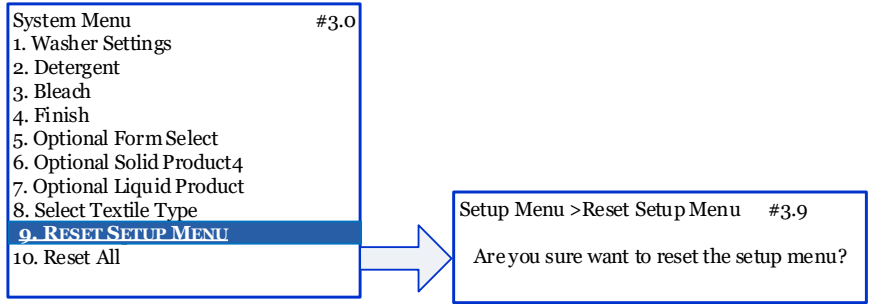 System Menu #3.0
1. Washer Settings
2. Detergent
3. Bleach
4. Finish
5. Optional Form Select
6. Optional Solid Product4
7. Optional Liquid Product
8. Select Textile Type
9. RESET SETUP MENU
10. Reset All
Setup Menu >Reset Setup Menu #3.9
Are you sure want to reset the setup menu?